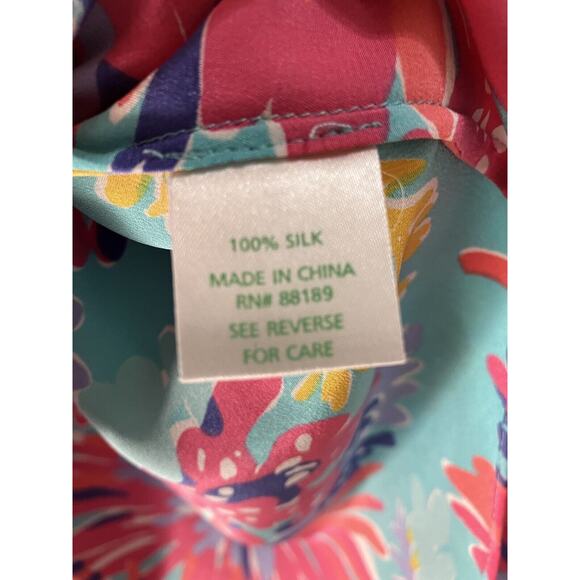 100% SILK
MADE IN CHINA
RN# 88189
SEE REVERSE
FOR CARE